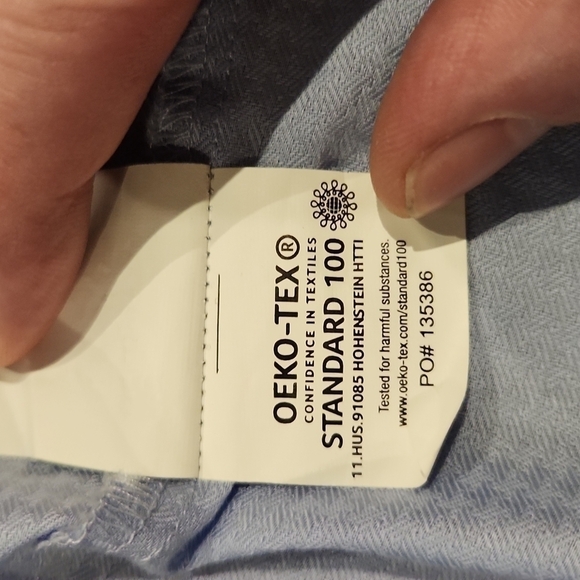 OEKO-TEX®
CONFIDENCE IN TEXTILES
STANDARD 100
11.HUS.91085 HOHENSTEIN HTTI
Tested for harmful substances.
www.oeko-tex.com/standard100
PO# 135386